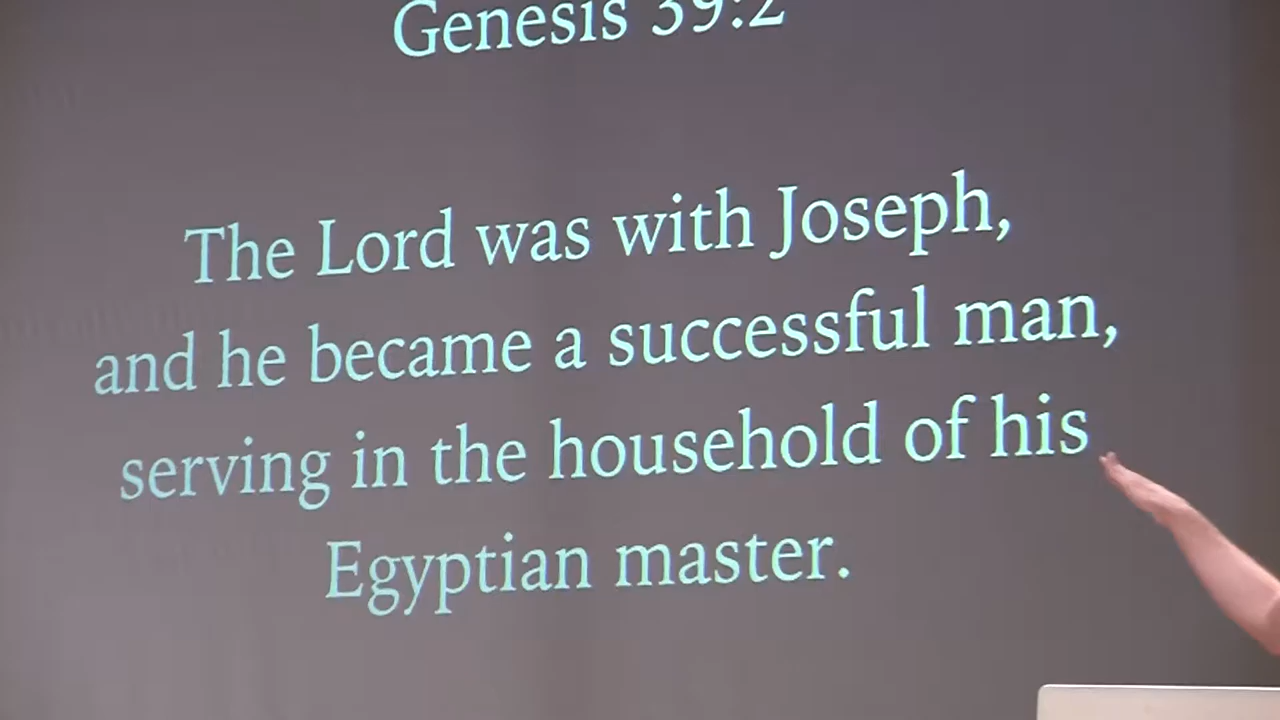 Genesis 39:2
The Lord was with Joseph,
and he became a successful man,
serving in the household of his
Egyptian master.